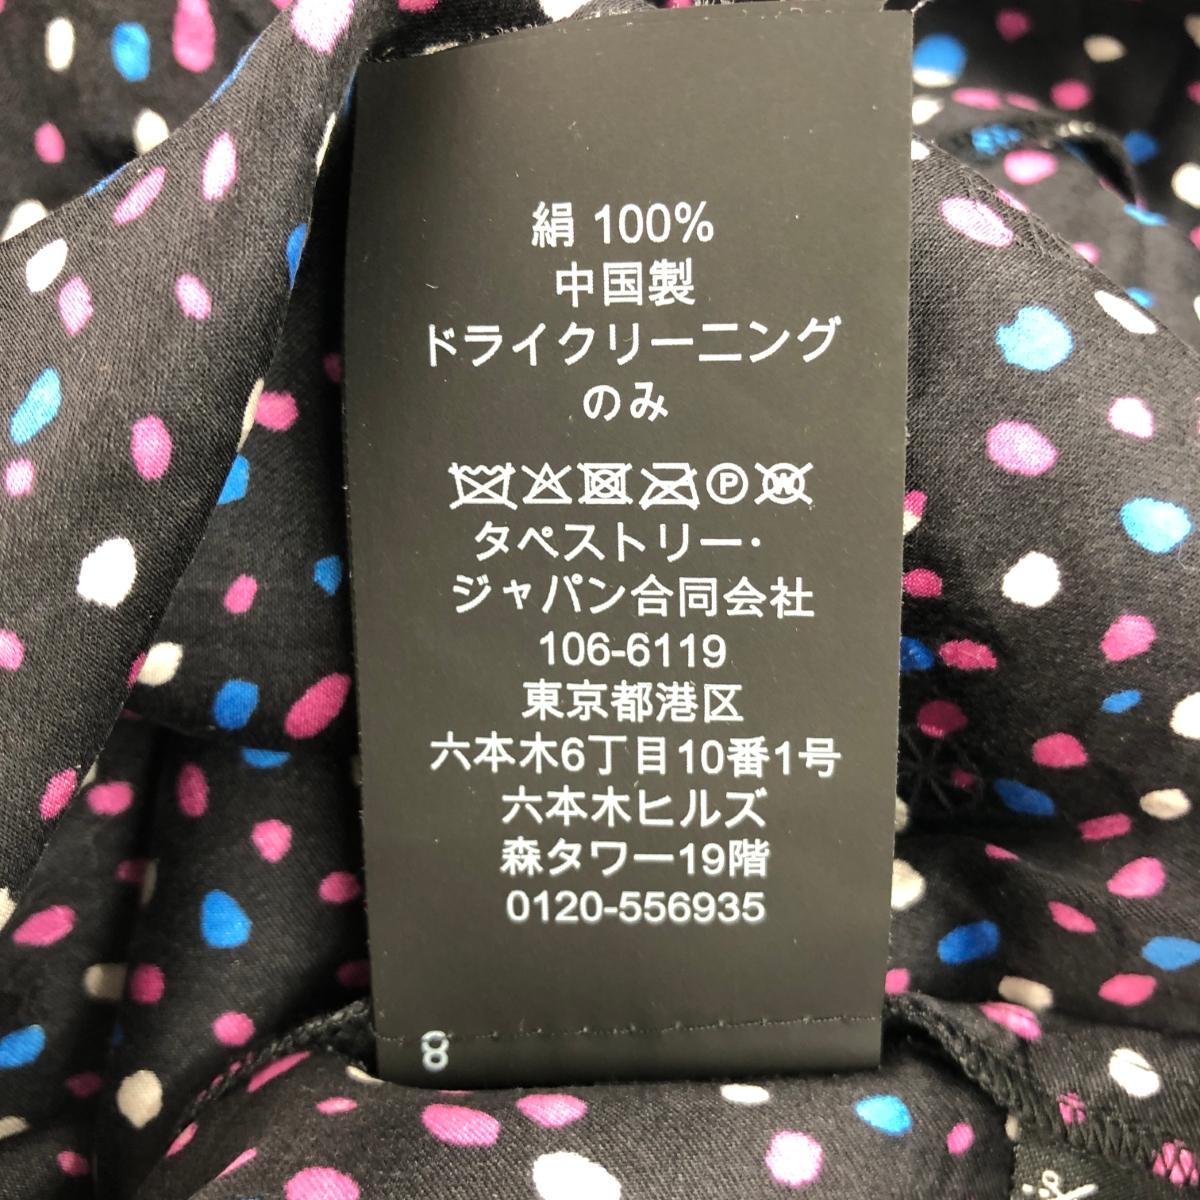 絹 100%
中国製
ドライクリーニング
のみ
P W
タペストリー・
ジャパン合同会社
106-6119
東京都港区
六本木6丁目10番1号
六本木ヒルズ
森タワー19階
0120-556935
8